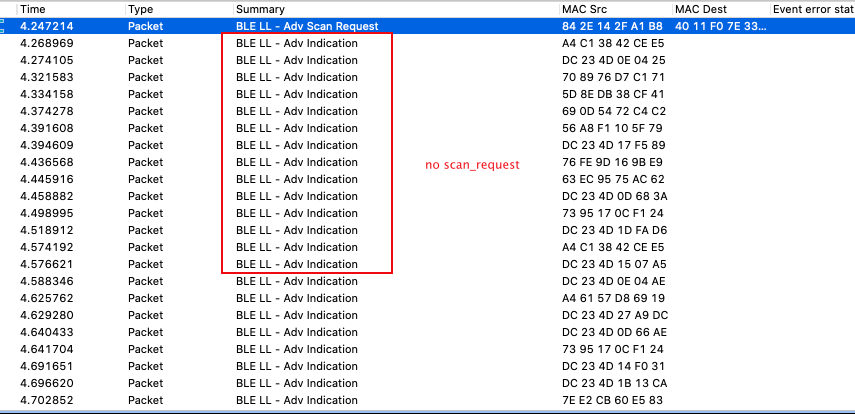 Time Type Summary MAC Src MAC Dest Event error stat
4.247214 Packet BLE LL - Adv Scan Request 84 2E 14 2F A1 B8 40 11 F0 7E 33...
4.268969 Packet BLE LL - Adv Indication A4 C1 38 42 CE E5
4.274105 Packet BLE LL - Adv Indication DC 23 4D 0E 04 25
4.321583 Packet BLE LL - Adv Indication 70 89 76 D7 C1 71
4.334158 Packet BLE LL - Adv Indication 5D 8E DB 38 CF 41
4.374278 Packet BLE LL - Adv Indication 69 0D 54 72 C4 C2
4.391608 Packet BLE LL - Adv Indication 56 A8 F1 10 5F 79
4.394609 Packet BLE LL - Adv Indication DC 23 4D 17 F5 89
4.436568 Packet BLE LL - Adv Indication 76 FE 9D 16 9B E9
no scan_request
4.445916 Packet BLE LL - Adv Indication 63 EC 95 75 AC 62
4.458882 Packet BLE LL - Adv Indication DC 23 4D 0D 68 3A
4.498995 Packet BLE LL - Adv Indication 73 95 17 0C F1 24
4.518912 Packet BLE LL - Adv Indication DC 23 4D 1D FA D6
4.574192 Packet BLE LL - Adv Indication A4 C1 38 42 CE E5
4.576621 Packet BLE LL - Adv Indication DC 23 4D 15 07 A5
4.588346 Packet BLE LL - Adv Indication DC 23 4D 0E 04 AE
4.625762 Packet BLE LL - Adv Indication A4 61 57 D8 69 19
4.629280 Packet BLE LL - Adv Indication DC 23 4D 27 A9 DC
4.640433 Packet BLE LL - Adv Indication DC 23 4D 0D 66 AE
4.641704 Packet BLE LL - Adv Indication 73 95 17 0C F1 24
4.691651 Packet BLE LL - Adv Indication DC 23 4D 14 F0 31
4.696620 Packet BLE LL - Adv Indication DC 23 4D 1B 13 CA
4.702852 Packet BLE LL - Adv Indication 7E E2 CB 60 E5 83